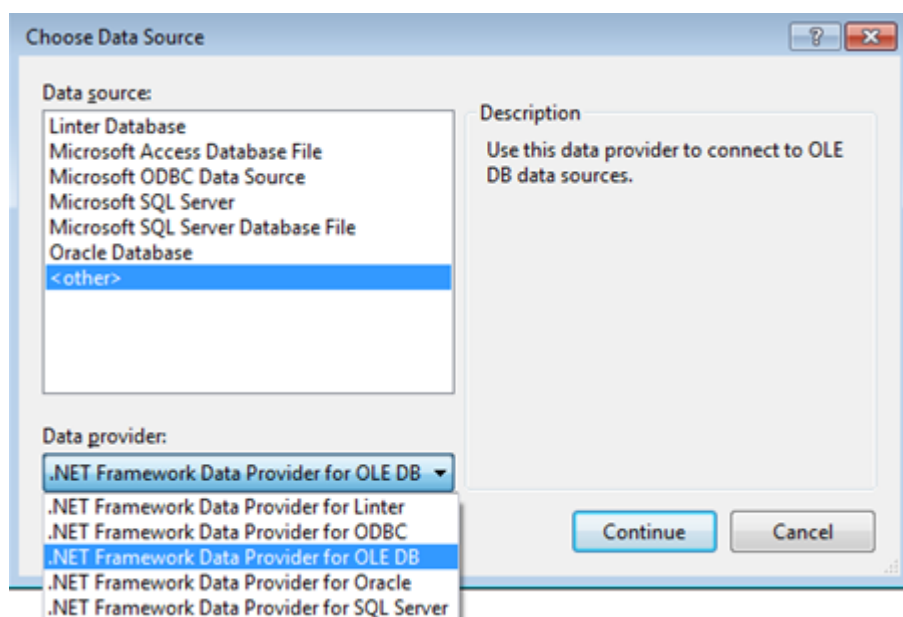 Choose Data Source
Data source:
Linter Database
Microsoft Access Database File
Microsoft ODBC Data Source
Microsoft SQL Server
Microsoft SQL Server Database File
Oracle Database
<other>
Description
Use this data provider to connect to OLE
DB data sources.
Data provider:
.NET Framework Data Provider for OLE DB
.NET Framework Data Provider for Linter
.NET Framework Data Provider for ODBC
.NET Framework Data Provider for OLE DB
.NET Framework Data Provider for Oracle
.NET Framework Data Provider for SQL Server
Continue
Cancel